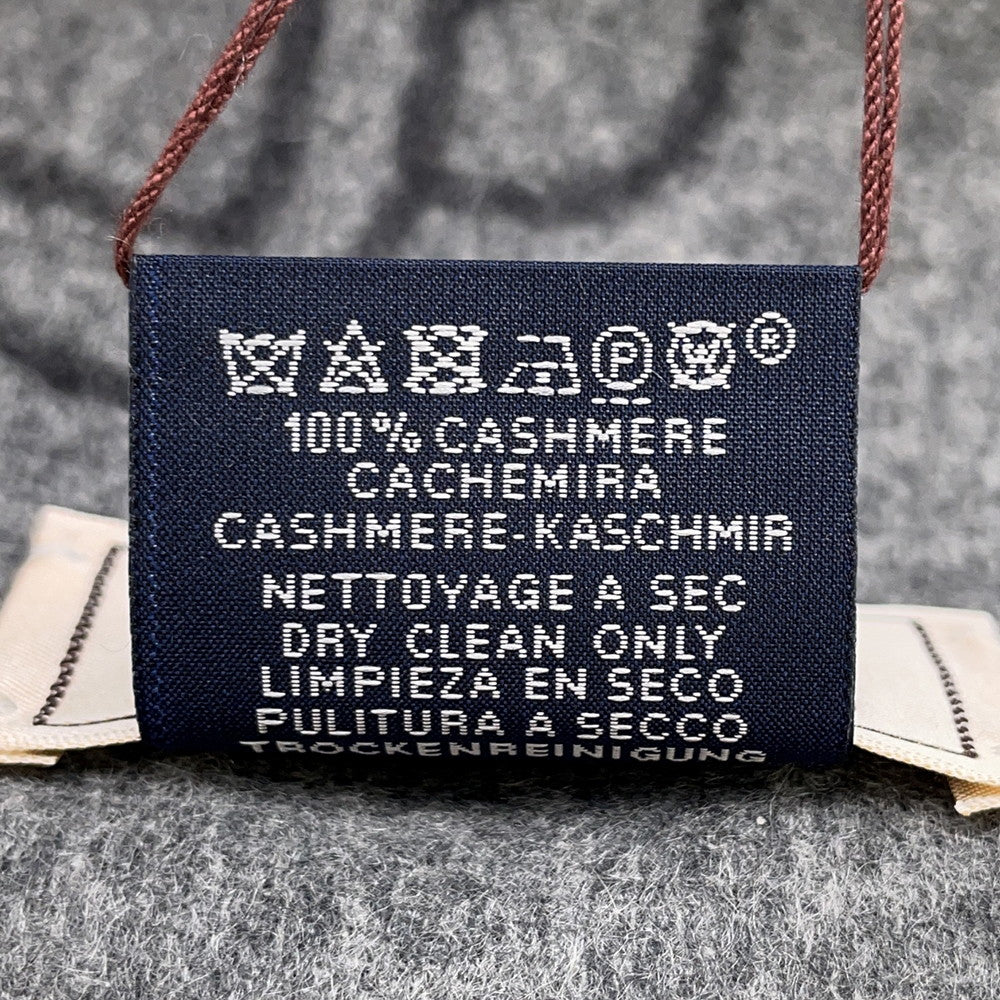 P W ®
100% CASHMERE
CACHEMIRA
CASHMERE-KASCHMIR
NETTOYAGE A SEC
DRY CLEAN ONLY
LIMPIEZA EN SECO
PULITURA A SECCO
TROCKENREINIGUNG